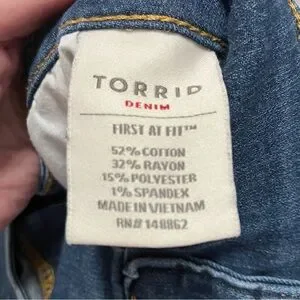 TORRID
DENIM
FIRST AT FIT™
52% COTTON
32% RAYON
15% POLYESTER
1% SPANDEX
MADE IN VIETNAM
RN# 148862